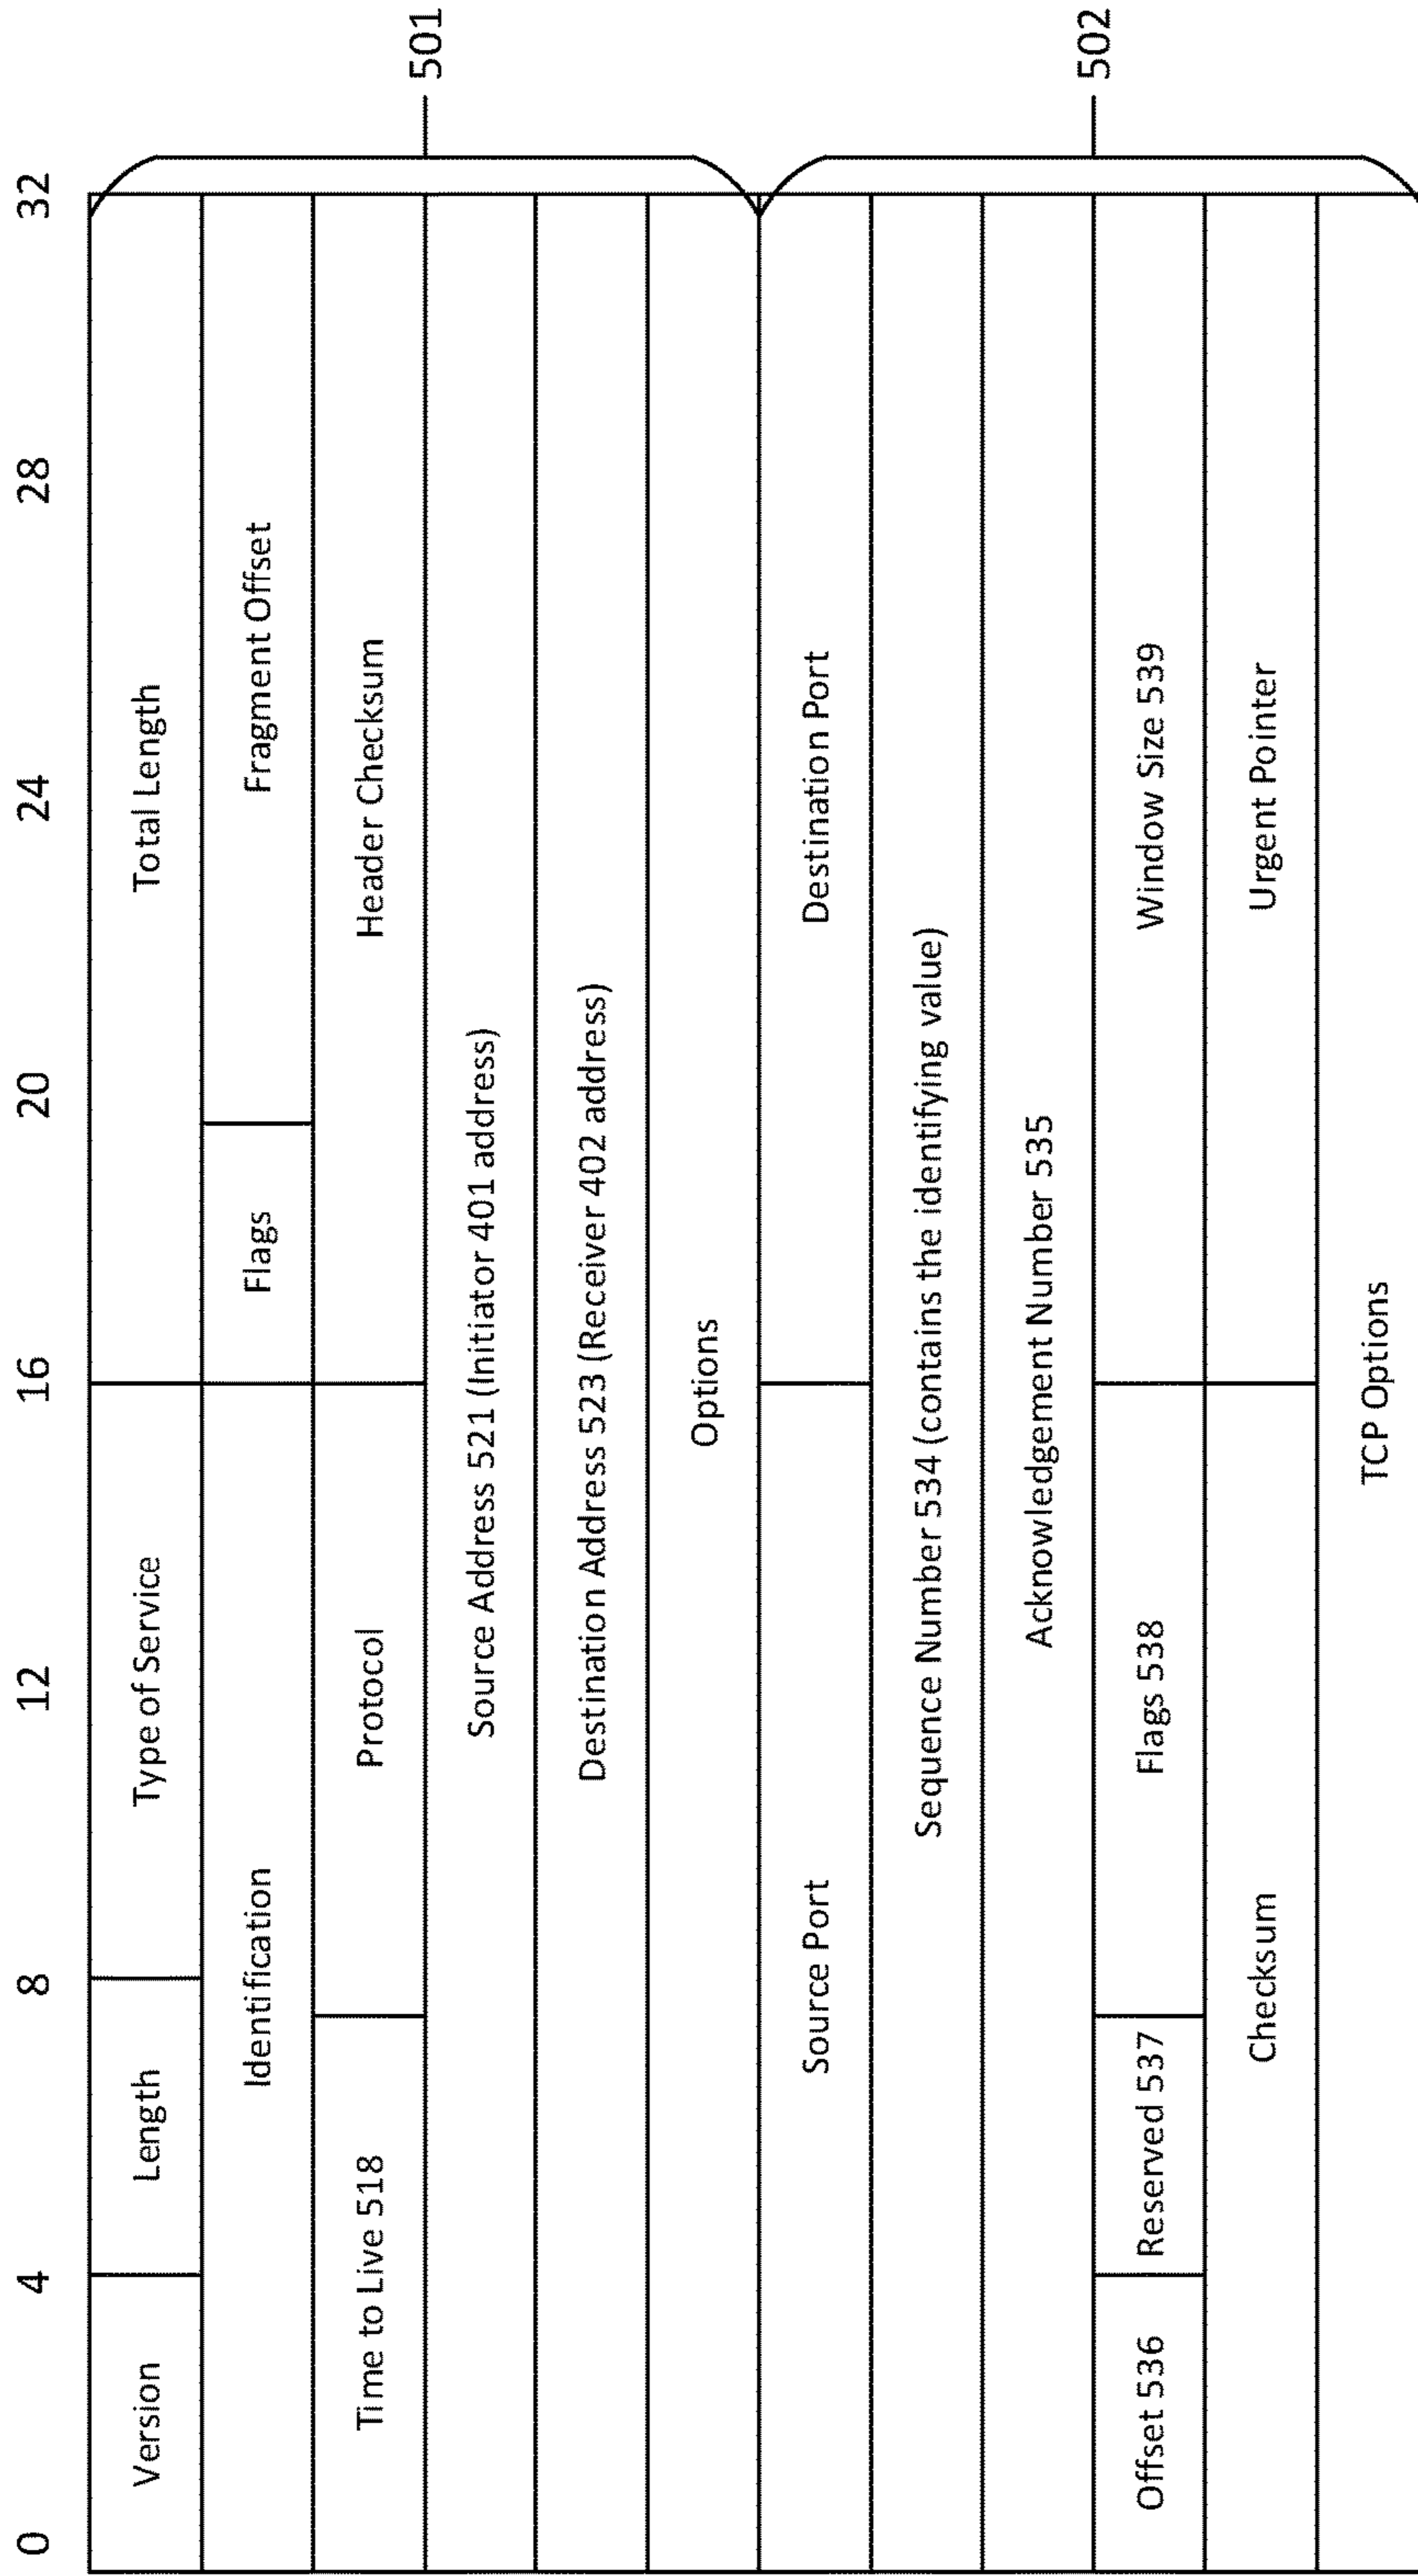 0 4 8 12 16 20 24 28 32
Version Length Type of Service Total Length
Identification Flags Fragment Offset
Time to Live 518 Protocol Header Checksum
Source Address 521 (Initiator 401 address)
501
Destination Address 523 (Receiver 402 address)
Options
Source Port Destination Port
Sequence Number 534 (contains the identifying value)
Acknowledgement Number 535
502
Offset 536 Reserved 537 Flags 538 Window Size 539
Checksum Urgent Pointer
TCP Options